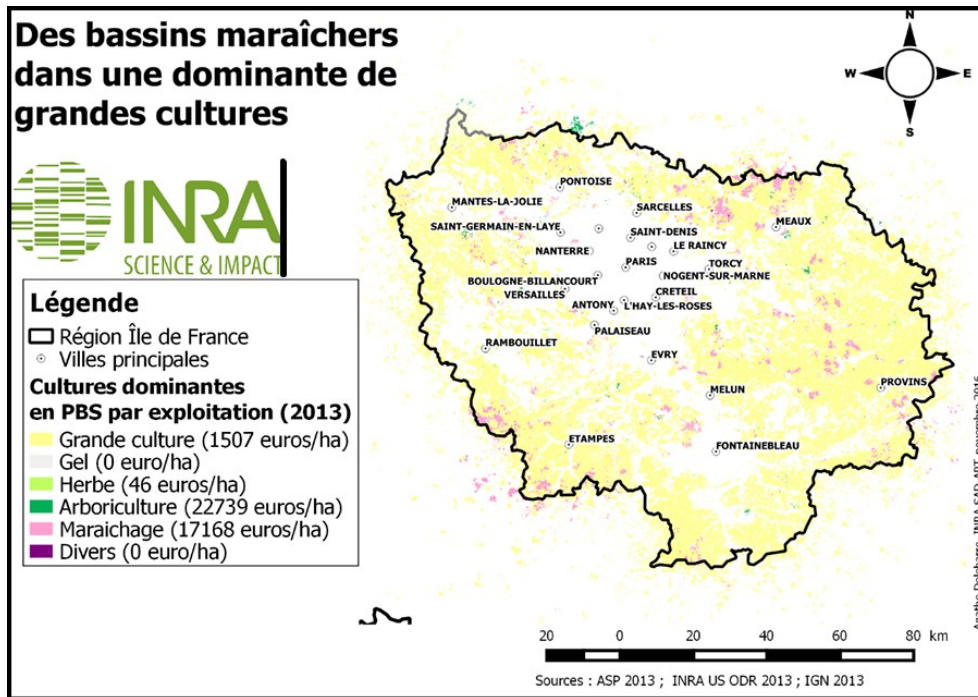 Des bassins maraîchers
dans une dominante de
grandes cultures
INRA
SCIENCE & IMPACT
Légende
Région Île de France
Villes principales
Cultures dominantes
en PBS par exploitation (2013)
Grande culture (1507 euros/ha)
Gel (0 euro/ha)
Herbe (46 euros/ha)
Arboriculture (22739 euros/ha)
Maraichage (17168 euros/ha)
Divers (0 euro/ha)
N
W E
S
PONTOISE
MANTES-LA-JOLIE
SARCELLES
MEAUX
SAINT-GERMAIN-EN-LAYE
SAINT-DENIS
NANTERRE
LE RAINCY
PARIS
TORCY
BOULOGNE-BILLANCOURT
NOGENT-SUR-MARNE
VERSAILLES
CRETEIL
ANTONY
L'HAY-LES-ROSES
PALAISEAU
RAMBOUILLET
EVRY
PROVINS
MELUN
ETAMPES
FONTAINEBLEAU
20 0 20 40 60 80 km
Sources : ASP 2013 ; INRA US ODR 2013 ; IGN 2013